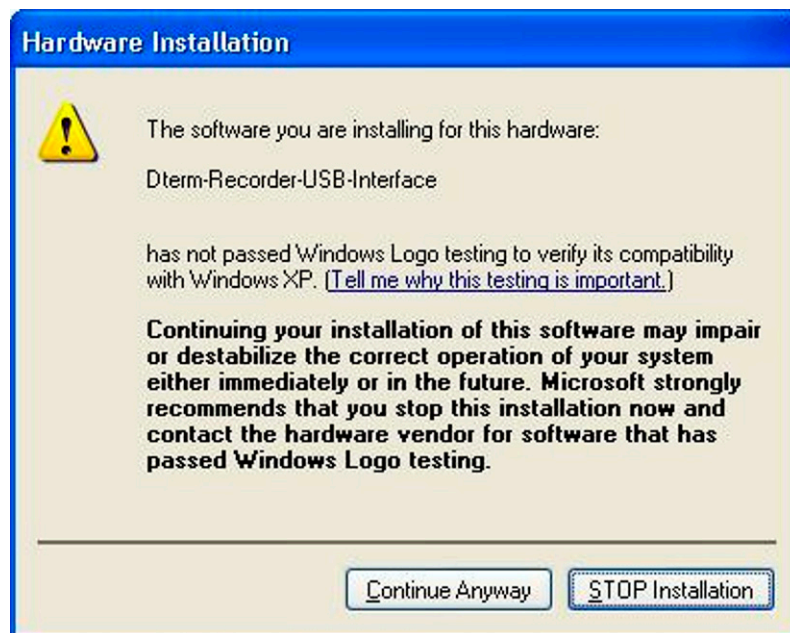 Hardware Installation
The software you are installing for this hardware:
Dterm-Recorder-USB-Interface
has not passed Windows Logo testing to verify its compatibility
with Windows XP. (Tell me why this testing is important.)
Continuing your installation of this software may impair
or destabilize the correct operation of your system
either immediately or in the future. Microsoft strongly
recommends that you stop this installation now and
contact the hardware vendor for software that has
passed Windows Logo testing.
Continue Anyway
STOP Installation